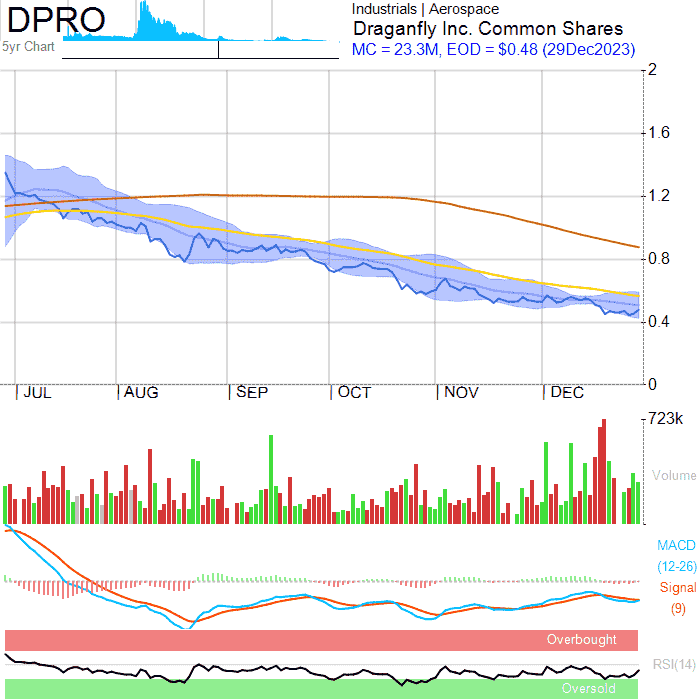 DPRO
5yr Chart
Industrials | Aerospace
Draganfly Inc. Common Shares
MC = 23.3M, EOD = $0.48 (29Dec2023)
2
1.6
1.2
0.8
0.4
0
JUL AUG SEP OCT NOV DEC
723k
Volume
MACD
(12-26)
Signal
(9)
Overbought
RSI(14)
Oversold